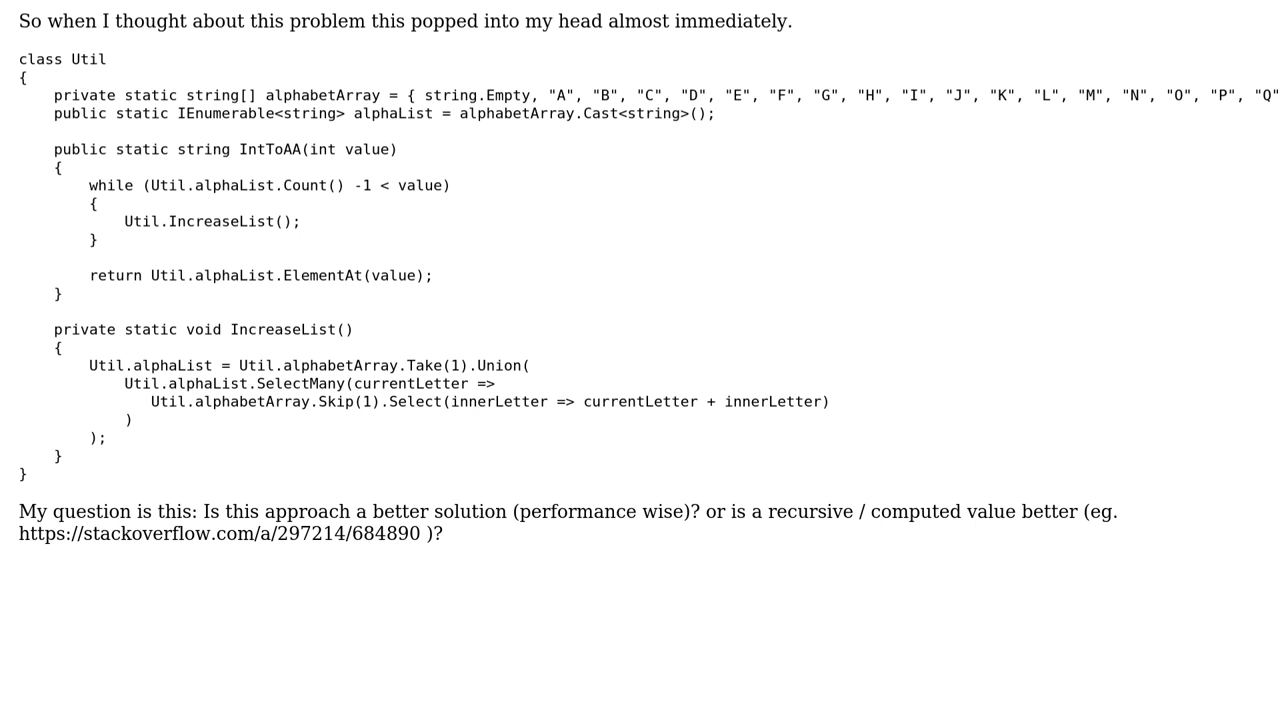 So when I thought about this problem this popped into my head almost immediately.
class Util
{
    private static string[] alphabetArray = { string.Empty, "A", "B", "C", "D", "E", "F", "G", "H", "I", "J", "K", "L", "M", "N", "O", "P", "Q"
    public static IEnumerable<string> alphaList = alphabetArray.Cast<string>();

    public static string IntToAA(int value)
    {
        while (Util.alphaList.Count() -1 < value)
        {
            Util.IncreaseList();
        }

        return Util.alphaList.ElementAt(value);
    }

    private static void IncreaseList()
    {
        Util.alphaList = Util.alphabetArray.Take(1).Union(
            Util.alphaList.SelectMany(currentLetter =>
               Util.alphabetArray.Skip(1).Select(innerLetter => currentLetter + innerLetter)
            )
        );
    }
}
My question is this: Is this approach a better solution (performance wise)? or is a recursive / computed value better (eg.
https://stackoverflow.com/a/297214/684890 )?